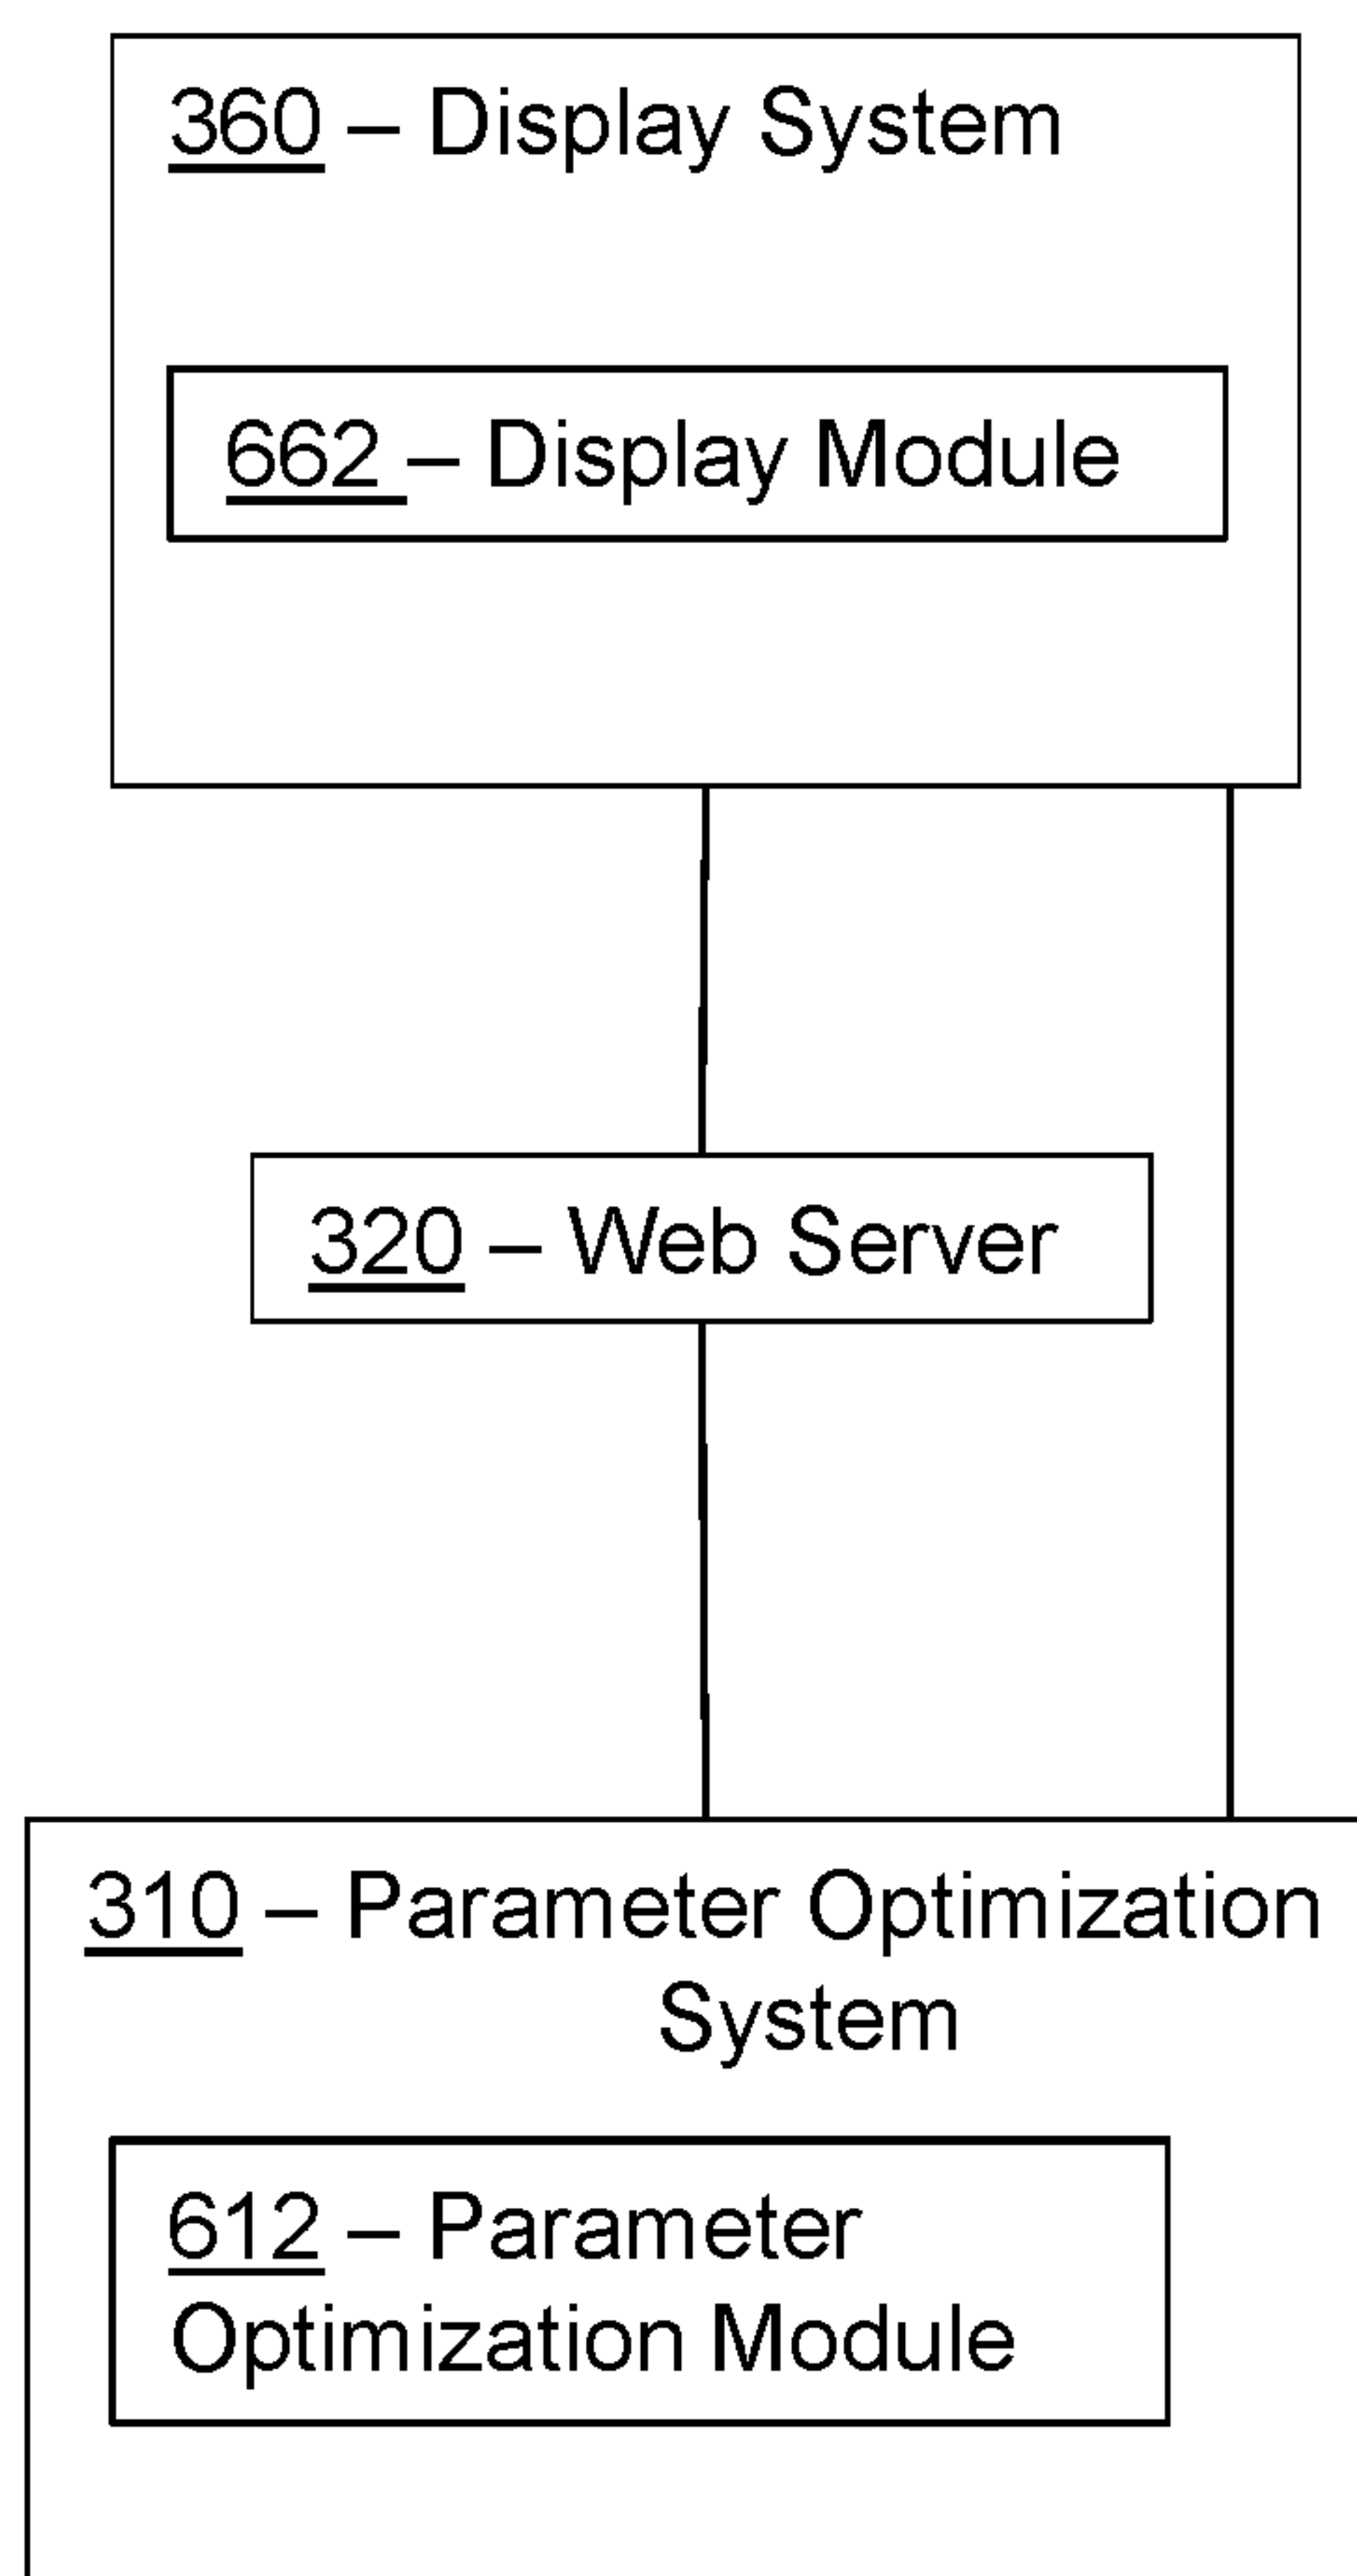 360 – Display System
662 – Display Module
320 – Web Server
310 – Parameter Optimization
System
612 – Parameter
Optimization Module